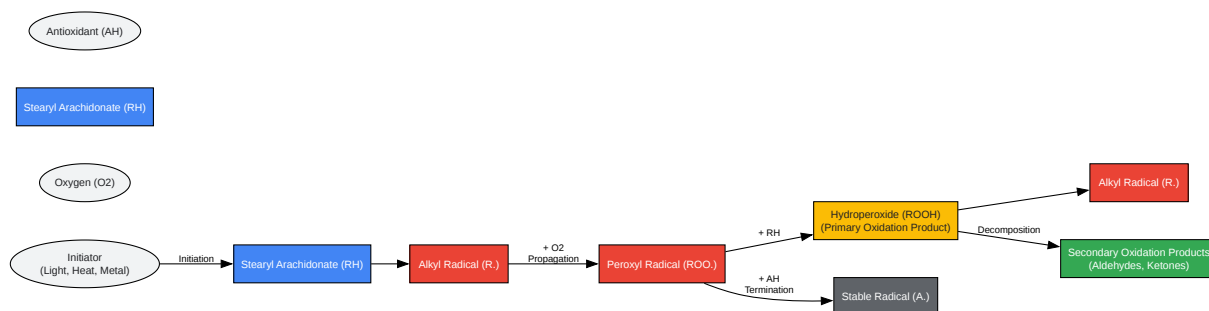 Antioxidant (AH)
Stearyl Arachidonate (RH)
Oxygen (O2)
Initiator
(Light, Heat, Metal)
Initiation
Stearyl Arachidonate (RH)
Alkyl Radical (R.)
+ O2
Propagation
Peroxyl Radical (ROO.)
+ RH
Hydroperoxide (ROOH)
(Primary Oxidation Product)
Alkyl Radical (R.)
Decomposition
Secondary Oxidation Products
(Aldehydes, Ketones)
+ AH
Termination
Stable Radical (A.)